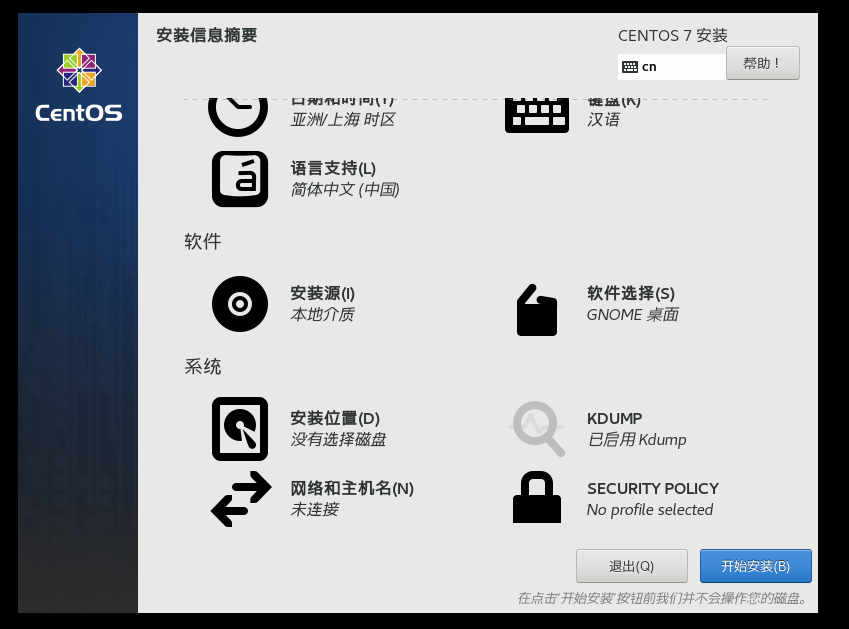 CentOS
安装信息摘要
CENTOS 7 安装
cn
帮助！
日期和时间(T)
亚洲/上海 时区
键盘(K)
汉语
语言支持(L)
简体中文 (中国)
软件
安装源(I)
本地介质
软件选择(S)
GNOME 桌面
系统
安装位置(D)
没有选择磁盘
KDUMP
已启用 Kdump
网络和主机名(N)
未连接
SECURITY POLICY
No profile selected
退出(Q)
开始安装(B)
在点击"开始安装"按钮前我们并不会操作您的磁盘。